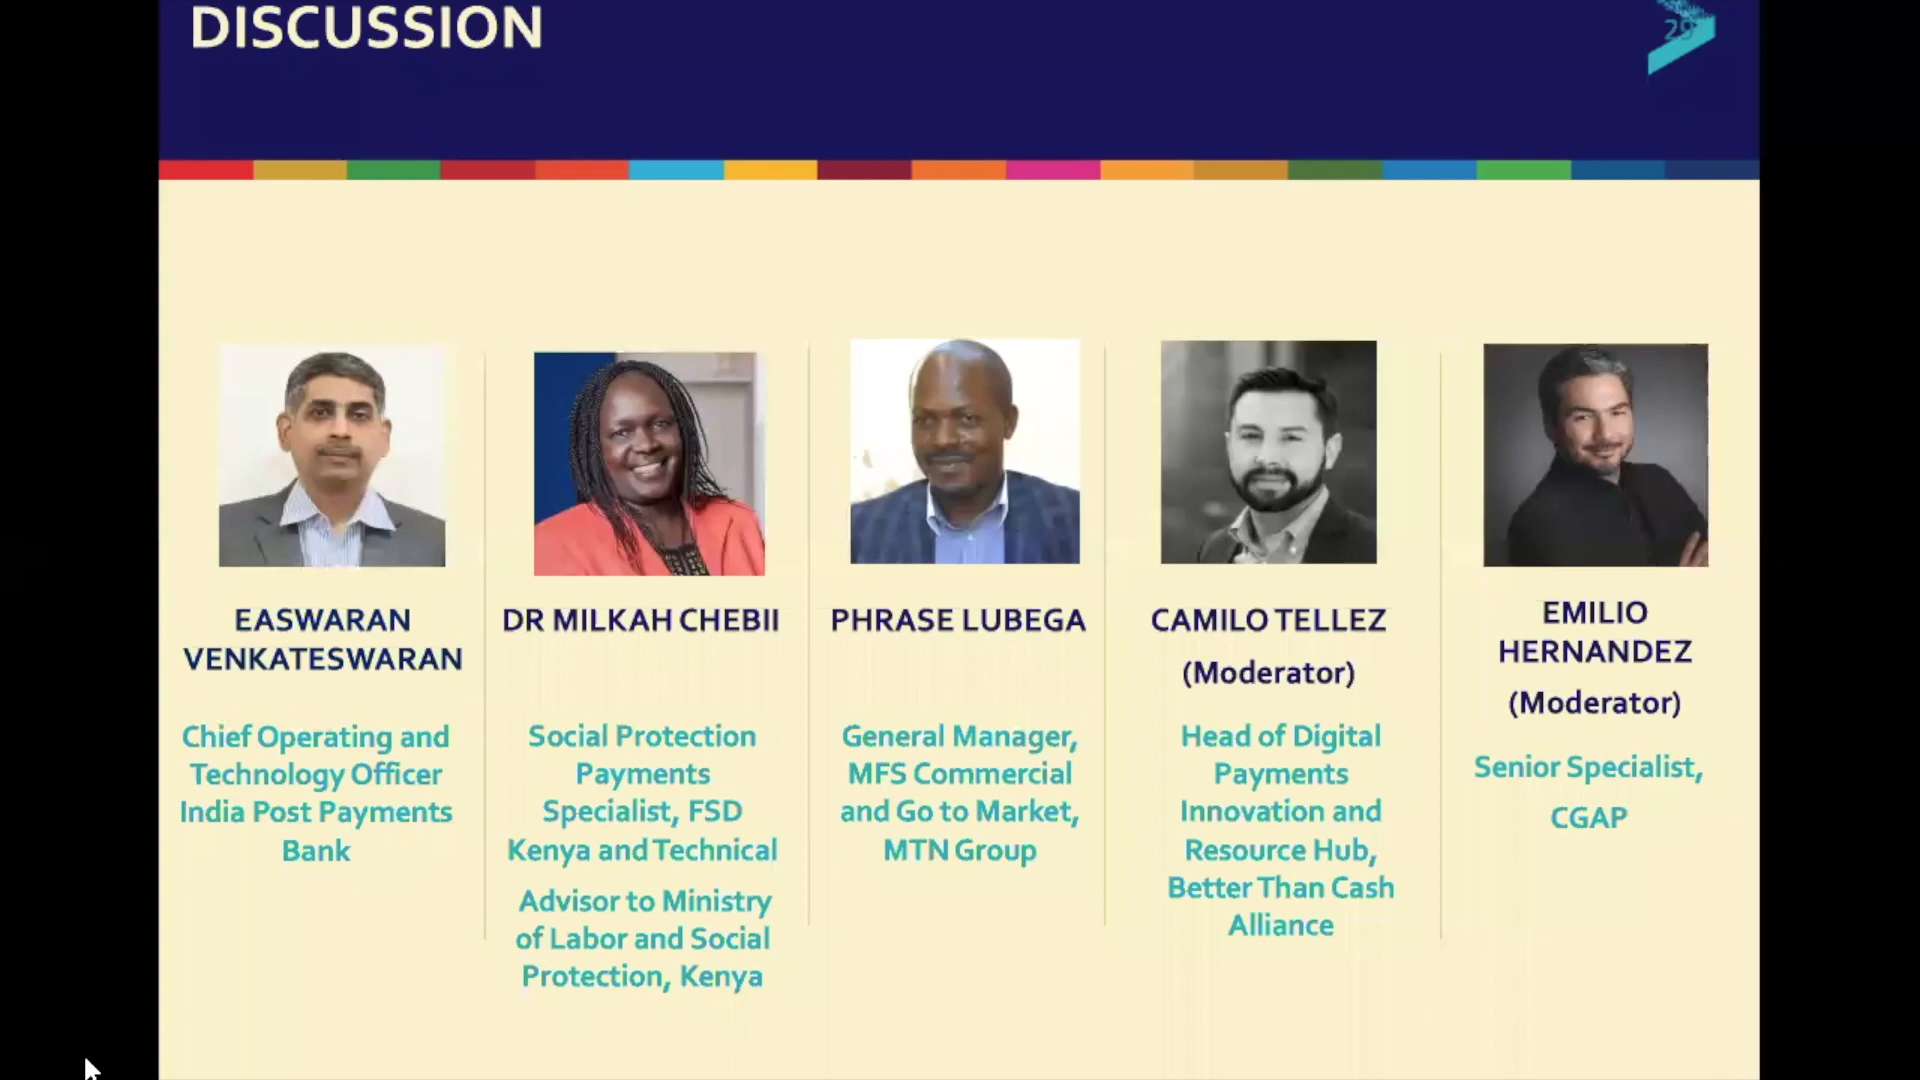 DISCUSSION
29
EASWARAN
VENKATESWARAN
Chief Operating and
Technology Officer
India Post Payments
Bank
DR MILKAH CHEBII
Social Protection
Payments
Specialist, FSD
Kenya and Technical
Advisor to Ministry
of Labor and Social
Protection, Kenya
PHRASE LUBEGA
General Manager,
MFS Commercial
and Go to Market,
MTN Group
CAMILO TELLEZ
(Moderator)
Head of Digital
Payments
Innovation and
Resource Hub,
Better Than Cash
Alliance
EMILIO
HERNANDEZ
(Moderator)
Senior Specialist,
CGAP